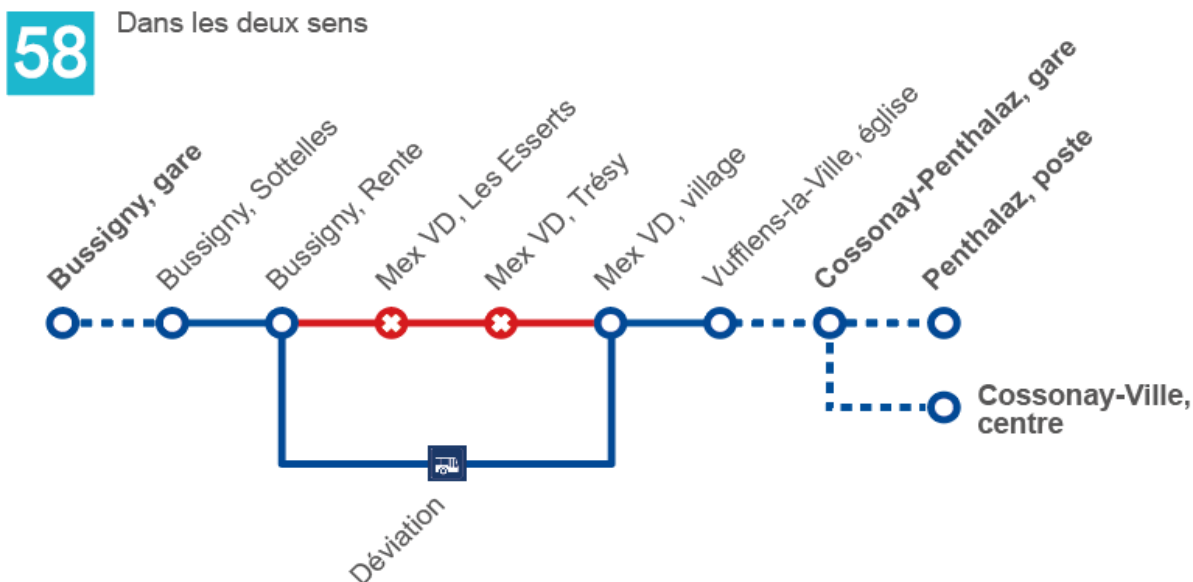 58
Dans les deux sens
Bussigny, gare
Bussigny, Sottelles
Bussigny, Rente
Mex VD, Les Esserts
Mex VD, Trésy
Mex VD, village
Vufflens-la-Ville, église
Cossonay-Penthalaz, gare
Penthalaz, poste
Cossonay-Ville,
centre
Déviation